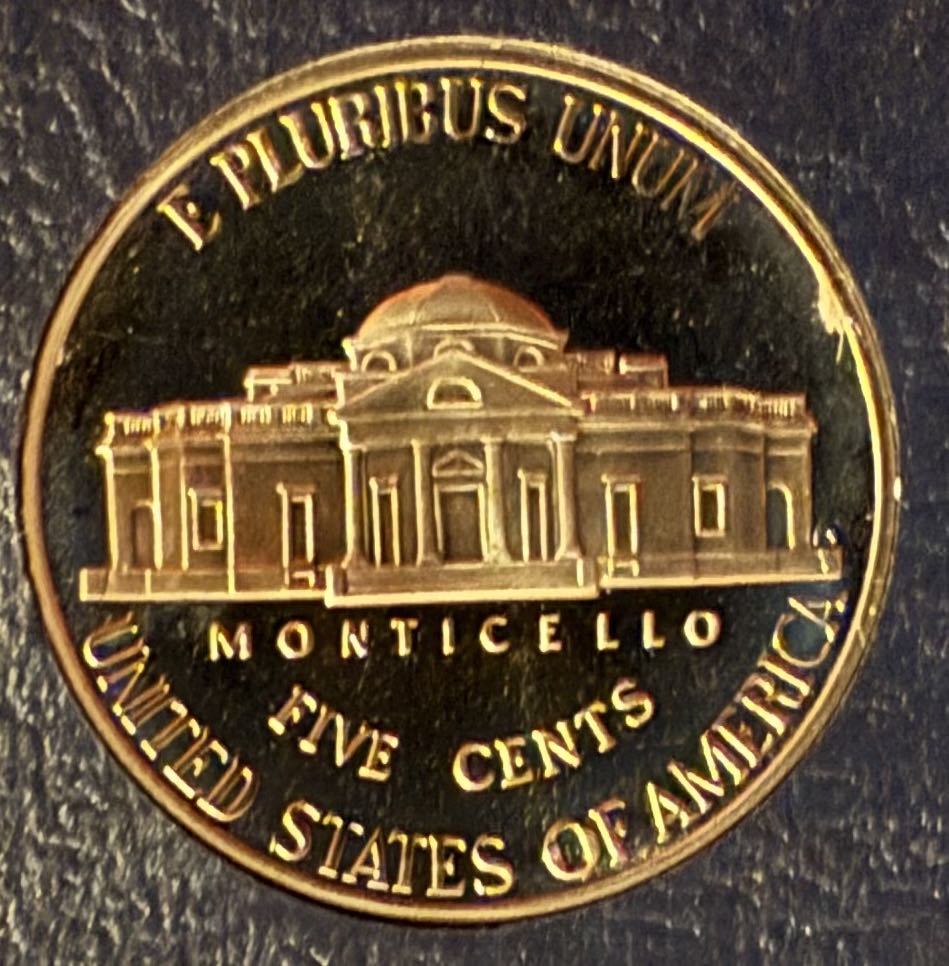 E PLURIBUS UNUM
MONTICELLO
FIVE CENTS
UNITED STATES OF AMERICA